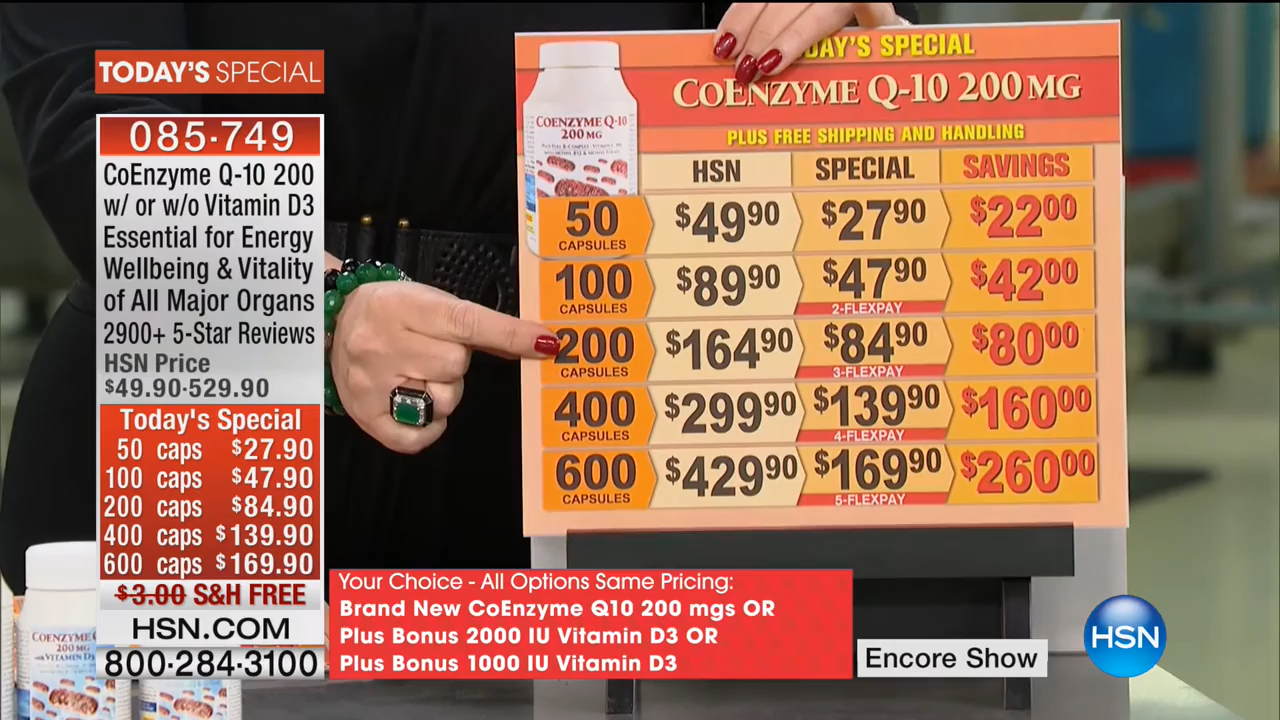 TODAY'S SPECIAL
085·749
CoEnzyme Q-10 200
w/ or w/o Vitamin D3
Essential for Energy
Wellbeing & Vitality
of All Major Organs
2900+ 5-Star Reviews
HSN Price
$49.90-529.90
Today's Special
50 caps $27.90
100 caps $47.90
200 caps $84.90
400 caps $139.90
600 caps $169.90
$3.00 S&H FREE
HSN.COM
800·284·3100
DAY'S SPECIAL
COENZYME Q-10 200 MG
PLUS FREE SHIPPING AND HANDLING
COENZYME Q-10
200 MG
HSN SPECIAL SAVINGS
50 CAPSULES $49.90 $27.90 $22.00
100 CAPSULES $89.90 $47.90 $42.00
2-FLEXPAY
200 CAPSULES $164.90 $84.90 $80.00
3-FLEXPAY
400 CAPSULES $299.90 $139.90 $160.00
4-FLEXPAY
600 CAPSULES $429.90 $169.90 $260.00
5-FLEXPAY
Your Choice - All Options Same Pricing:
Brand New CoEnzyme Q10 200 mgs OR
Plus Bonus 2000 IU Vitamin D3 OR
Plus Bonus 1000 IU Vitamin D3
Encore Show
HSN
COENZYME
200 MG
VITAMIN D3